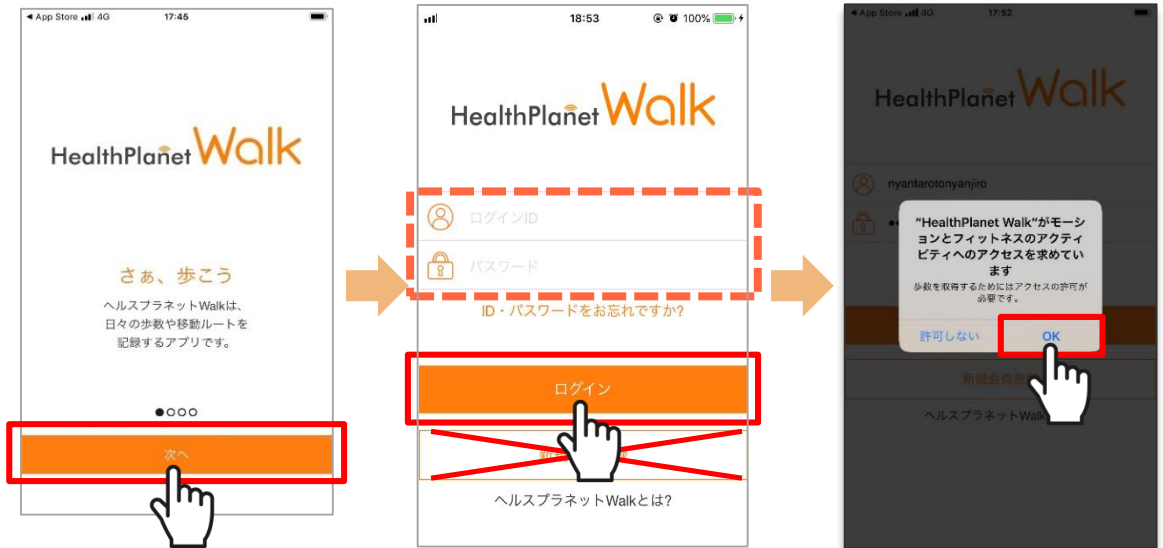 App Store 4G 17:45
HealthPlanet Walk
さぁ、歩こう
ヘルスプラネットWalkは、
日々の歩数や移動ルートを
記録するアプリです。
次へ
18:53 100%
HealthPlanet Walk
ログインID
パスワード
ID・パスワードをお忘れですか?
ログイン
ヘルスプラネットWalkとは?
App Store 4G 17:52
HealthPlanet Walk
nyantarotonyanjiro
"HealthPlanet Walk"がモーシ
ョンとフィットネスのアクティ
ビティへのアクセスを求めてい
ます
歩数を取得するためにはアクセスの許可が
必要です。
許可しない OK
新規会員登
ヘルスプラネットWalk